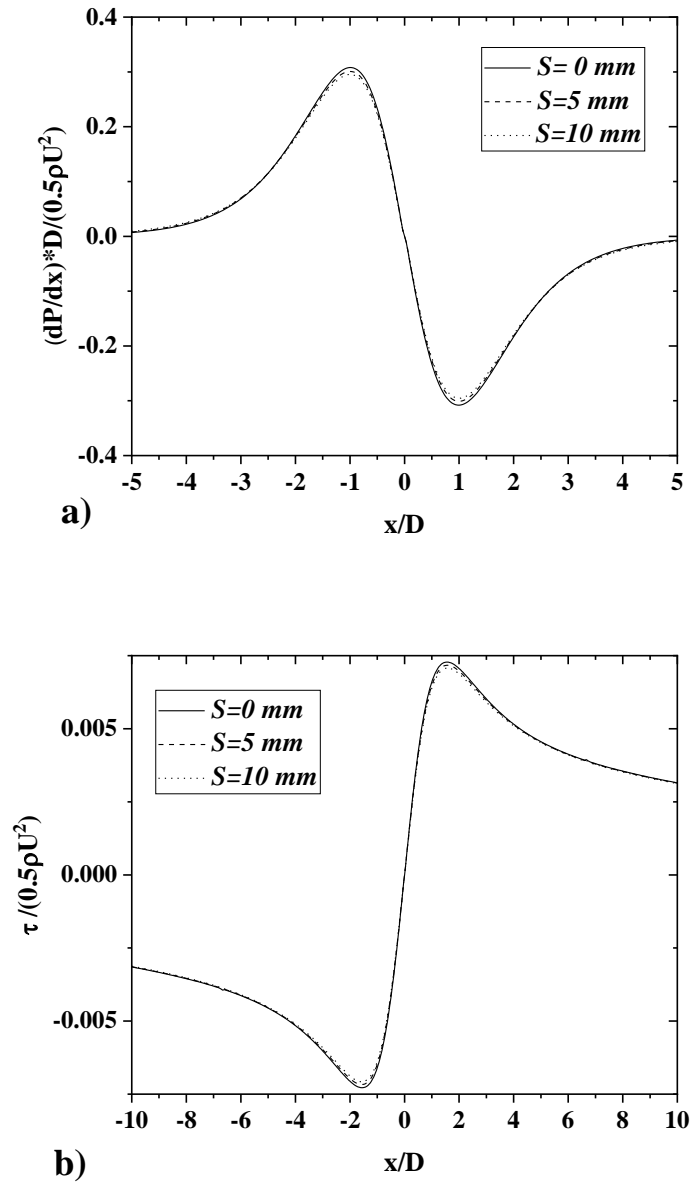 (dP/dx)*D/(0.5ρU²)
0.4
0.2
0.0
-0.2
-0.4
S= 0 mm
S=5 mm
S=10 mm
-5 -4 -3 -2 -1 0 1 2 3 4 5
x/D
a)
τ /(0.5ρU²)
0.005
0.000
-0.005
S=0 mm
S=5 mm
S=10 mm
-10 -8 -6 -4 -2 0 2 4 6 8 10
x/D
b)